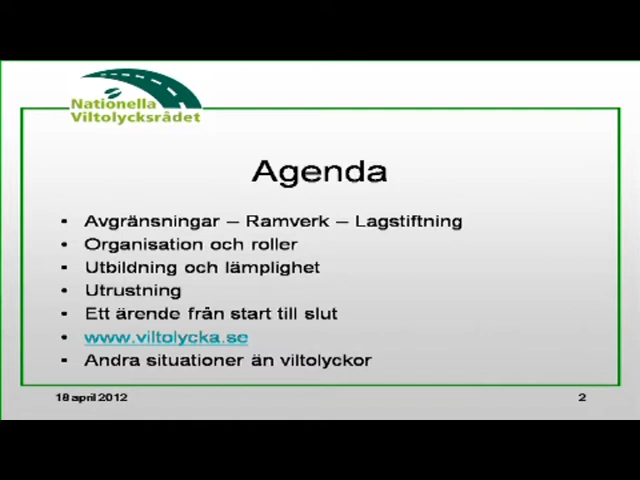 Nationella
Viltolycksrådet
Agenda
▪ Avgränsningar – Ramverk – Lagstiftning
• Organisation och roller
▪ Utbildning och lämplighet
• Utrustning
▪ Ett ärende från start till slut
• www.viltolycka.se
▪ Andra situationer än viltolyckor
18 april 2012
2